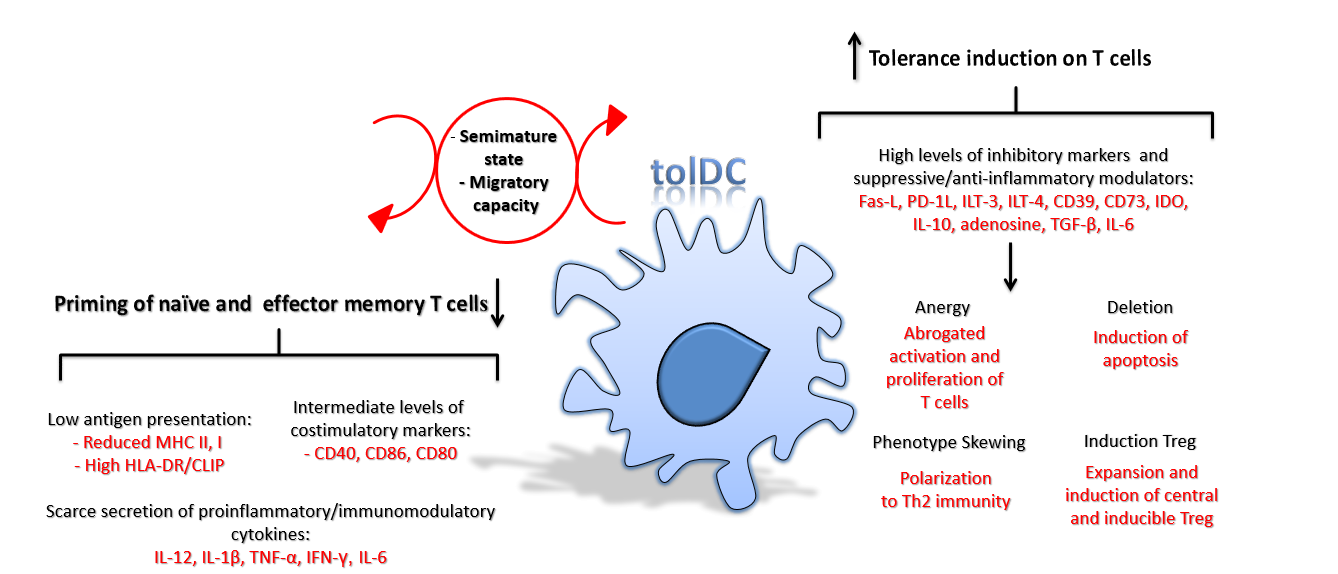 - Semimature
state
- Migratory
capacity
tolDC
Tolerance induction on T cells
High levels of inhibitory markers and
suppressive/anti-inflammatory modulators:
Fas-L, PD-1L, ILT-3, ILT-4, CD39, CD73, IDO,
IL-10, adenosine, TGF-β, IL-6
Anergy
Abrogated
activation and
proliferation of
T cells
Deletion
Induction of
apoptosis
Phenotype Skewing
Polarization
to Th2 immunity
Induction Treg
Expansion and
induction of central
and inducible Treg
Priming of naïve and effector memory T cells
Low antigen presentation:
- Reduced MHC II, I
- High HLA-DR/CLIP
Intermediate levels of
costimulatory markers:
- CD40, CD86, CD80
Scarce secretion of proinflammatory/immunomodulatory
cytokines:
IL-12, IL-1β, TNF-α, IFN-γ, IL-6